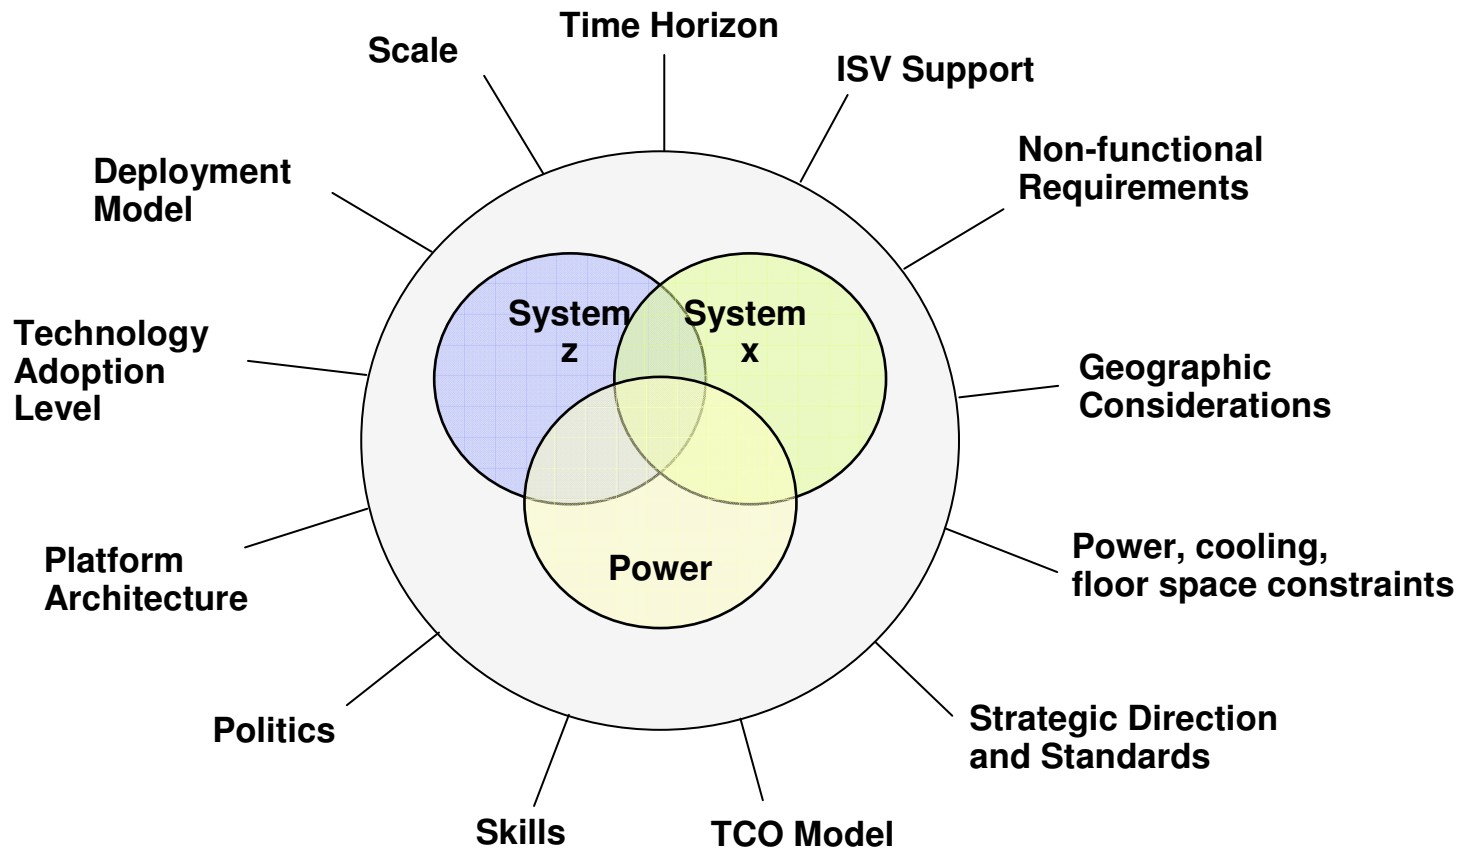 Time Horizon
Scale
ISV Support
Non-functional
Requirements
Deployment
Model
System
z
System
x
Technology
Adoption
Level
Geographic
Considerations
Platform
Architecture
Power, cooling,
floor space constraints
Power
Politics
Strategic Direction
and Standards
Skills
TCO Model